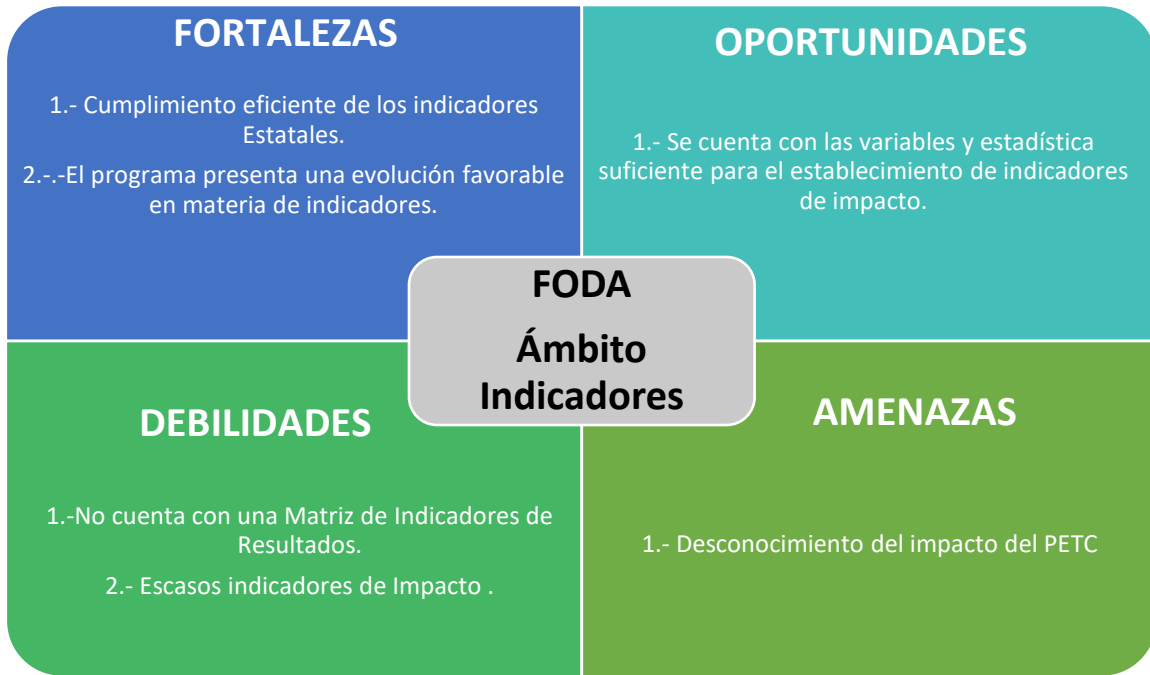 FORTALEZAS
1.- Cumplimiento eficiente de los indicadores
Estatales.
2.-.-El programa presenta una evolución favorable
en materia de indicadores.
OPORTUNIDADES
1.- Se cuenta con las variables y estadística
suficiente para el establecimiento de indicadores
de impacto.
FODA
Ámbito
Indicadores
DEBILIDADES
1.-No cuenta con una Matriz de Indicadores de
Resultados.
2.- Escasos indicadores de Impacto .
AMENAZAS
1.- Desconocimiento del impacto del PETC